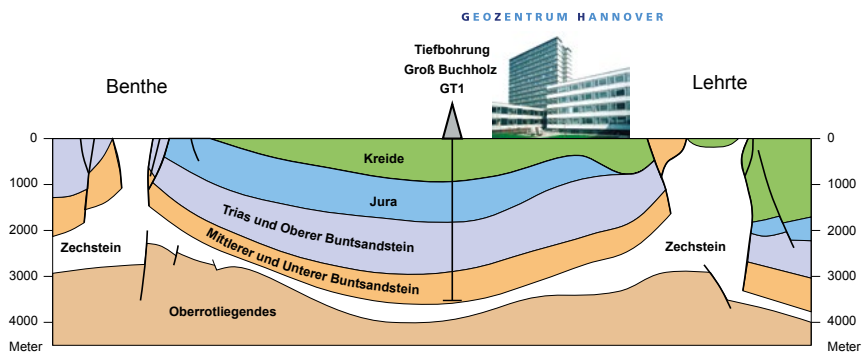 GEOZENTRUM HANNOVER
Tiefbohrung
Groß Buchholz
GT1
Benthe
Lehrte
0
0
Kreide
1000
1000
Jura
Trias und Oberer Buntsandstein
2000
2000
Mittlerer und Unterer Buntsandstein
Zechstein
Zechstein
3000
3000
Oberrotliegendes
4000
4000
Meter
Meter